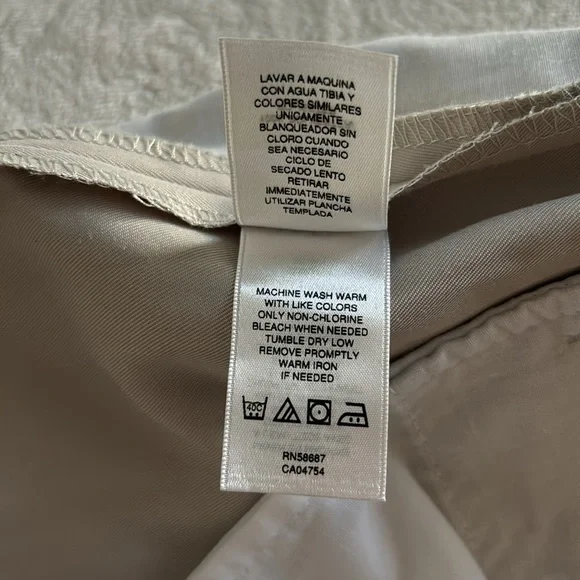 LAVAR A MAQUINA
CON AGUA TIBIA Y
COLORES SIMILARES
UNICAMENTE
BLANQUEADOR SIN
CLORO CUANDO
SEA NECESARIO
CICLO DE
SECADO LENTO
RETIRAR
IMMEDIATEMENTE
UTILIZAR PLANCHA
TEMPLADA
MACHINE WASH WARM
WITH LIKE COLORS
ONLY NON-CHLORINE
BLEACH WHEN NEEDED
TUMBLE DRY LOW
REMOVE PROMPTLY
WARM IRON
IF NEEDED
40C
RN58687
CA04754